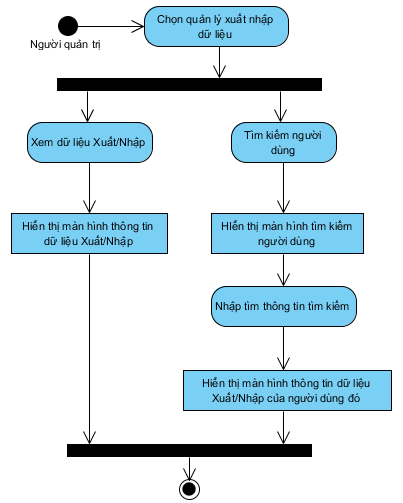 Chọn quản lý xuất nhập
dữ liệu
Người quản trị
Xem dữ liệu Xuất/Nhập
Tìm kiếm người
dùng
Hiển thị màn hình thông tin
dữ liệu Xuất/Nhập
HIển thị màn hình tìm kiếm
người dùng
Nhập tìm thông tin tìm kiếm
Hiển thị màn hình thông tin dữ liệu
Xuất/Nhập của người dùng đó